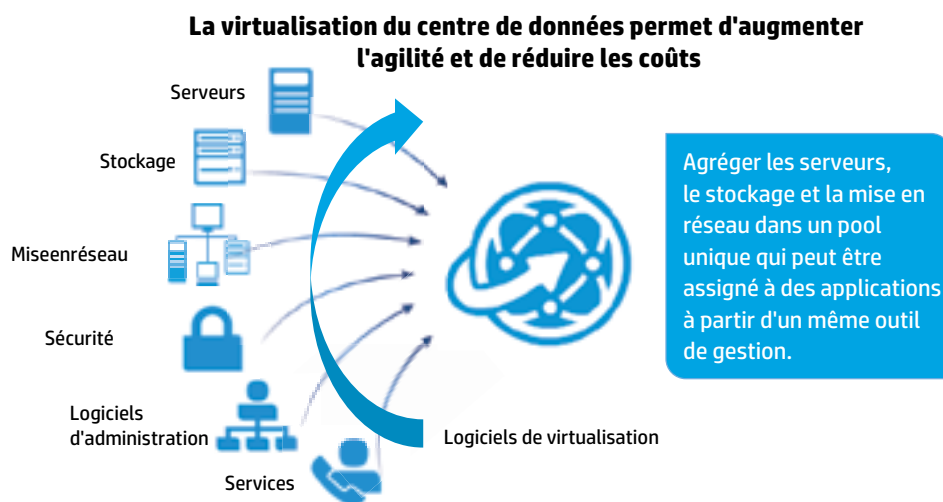 La virtualisation du centre de données permet d'augmenter
l'agilité et de réduire les coûts
Serveurs
Stockage
Miseenréseau
Sécurité
Logiciels
d'administration
Services
Logiciels de virtualisation
Agréger les serveurs,
le stockage et la mise en
réseau dans un pool
unique qui peut être
assigné à des applications
à partir d'un même outil
de gestion.